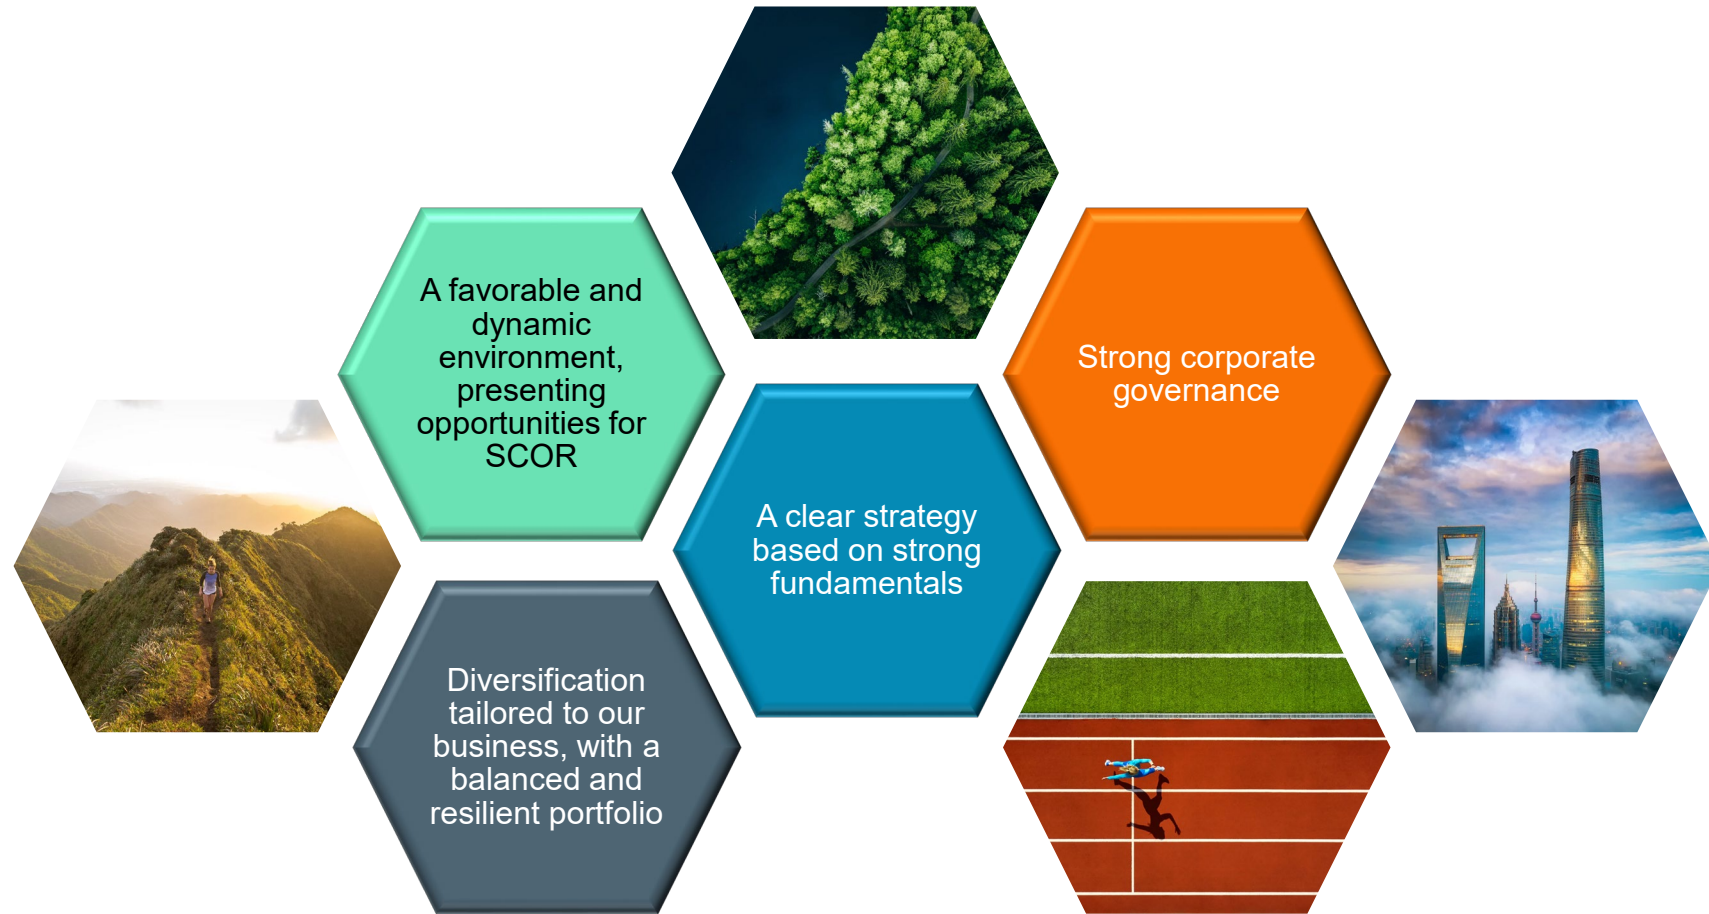 A favorable and
dynamic
environment,
presenting
opportunities for
SCOR
Strong corporate
governance
A clear strategy
based on strong
fundamentals
Diversification
tailored to our
business, with a
balanced and
resilient portfolio